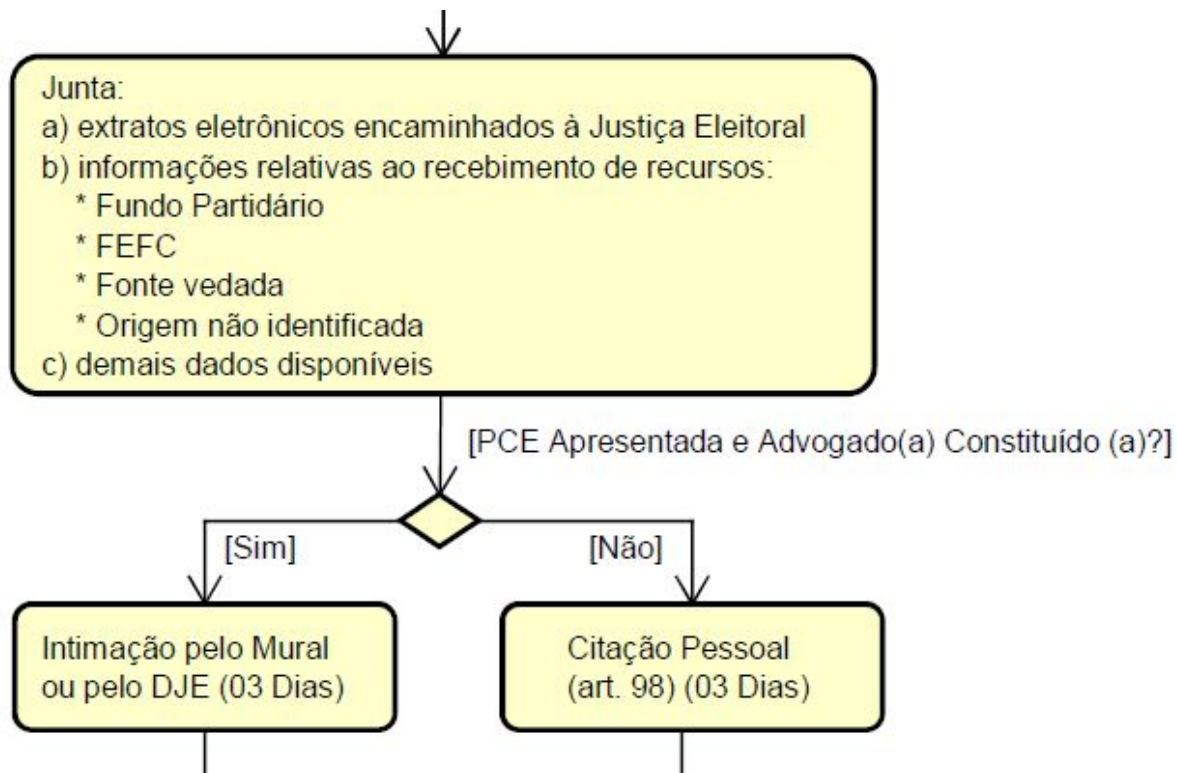 Junta:
a) extratos eletrônicos encaminhados à Justiça Eleitoral
b) informações relativas ao recebimento de recursos:
* Fundo Partidário
* FEFC
* Fonte vedada
* Origem não identificada
c) demais dados disponíveis
[PCE Apresentada e Advogado(a) Constituído (a)?]
[Sim]
[Não]
Intimação pelo Mural
ou pelo DJE (03 Dias)
Citação Pessoal
(art. 98) (03 Dias)